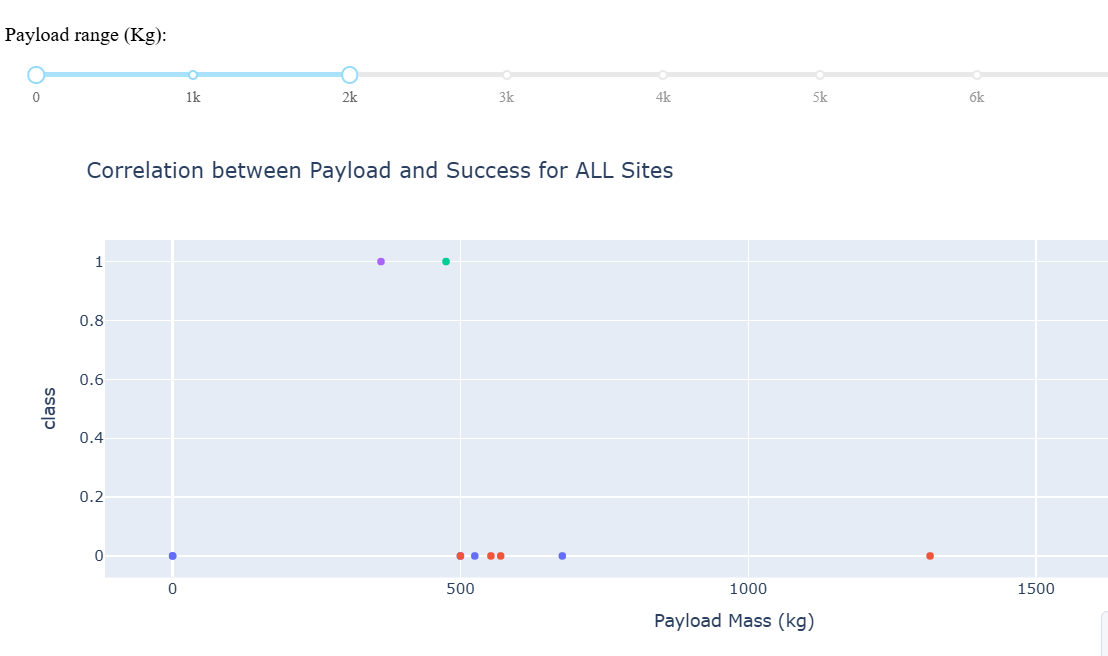 Payload range (Kg):
0 1k 2k 3k 4k 5k 6k
Correlation between Payload and Success for ALL Sites
1
0.8
0.6
class
0.4
0.2
0
0 500 1000 1500
Payload Mass (kg)